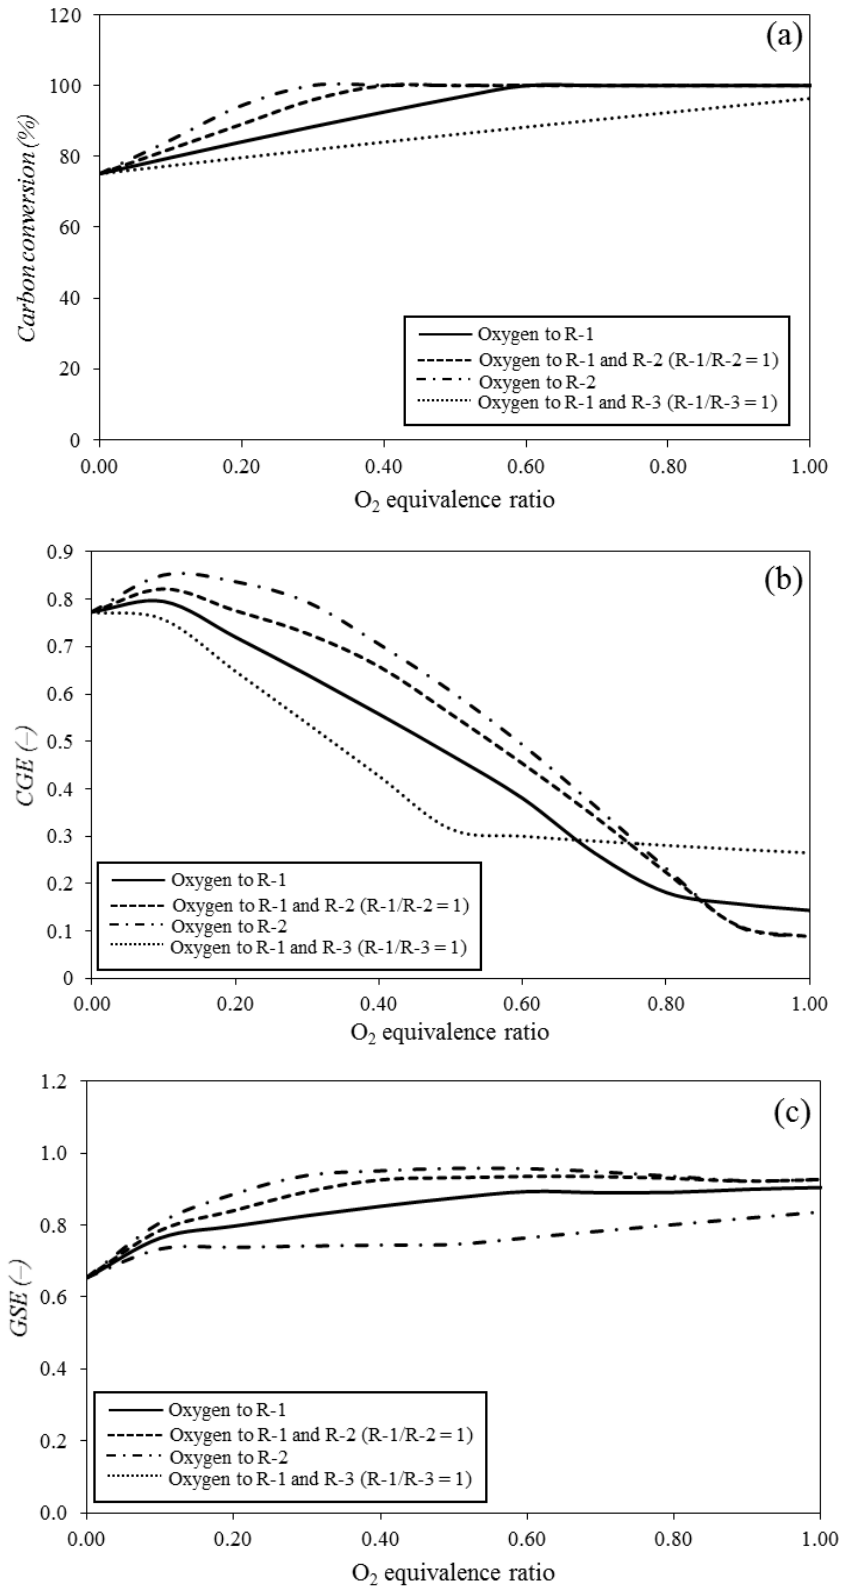 (a)
120
100
80
60
40
20
0
Carbon conversion (%)
Oxygen to R-1
Oxygen to R-1 and R-2 (R-1/R-2 = 1)
Oxygen to R-2
Oxygen to R-1 and R-3 (R-1/R-3 = 1)
0.00 0.20 0.40 0.60 0.80 1.00
O2 equivalence ratio
(b)
0.9
0.8
0.7
0.6
0.5
0.4
0.3
0.2
0.1
0
CGE (–)
Oxygen to R-1
Oxygen to R-1 and R-2 (R-1/R-2 = 1)
Oxygen to R-2
Oxygen to R-1 and R-3 (R-1/R-3 = 1)
0.00 0.20 0.40 0.60 0.80 1.00
O2 equivalence ratio
(c)
1.2
1.0
0.8
0.6
0.4
0.2
0.0
GSE (–)
Oxygen to R-1
Oxygen to R-1 and R-2 (R-1/R-2 = 1)
Oxygen to R-2
Oxygen to R-1 and R-3 (R-1/R-3 = 1)
0.00 0.20 0.40 0.60 0.80 1.00
O2 equivalence ratio